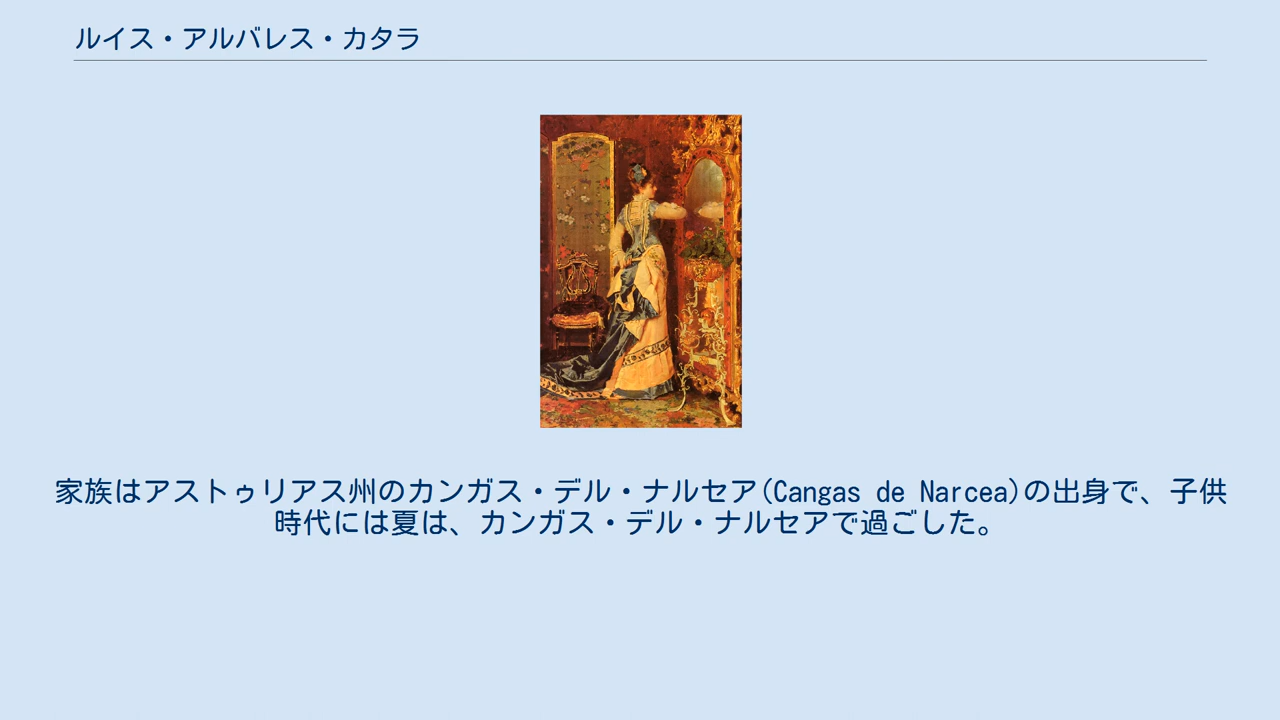 ルイス・アルバレス・カタラ
家族はアストゥリアス州のカンガス・デル・ナルセア(Cangas de Narcea)の出身で、子供
時代には夏は、カンガス・デル・ナルセアで過ごした。